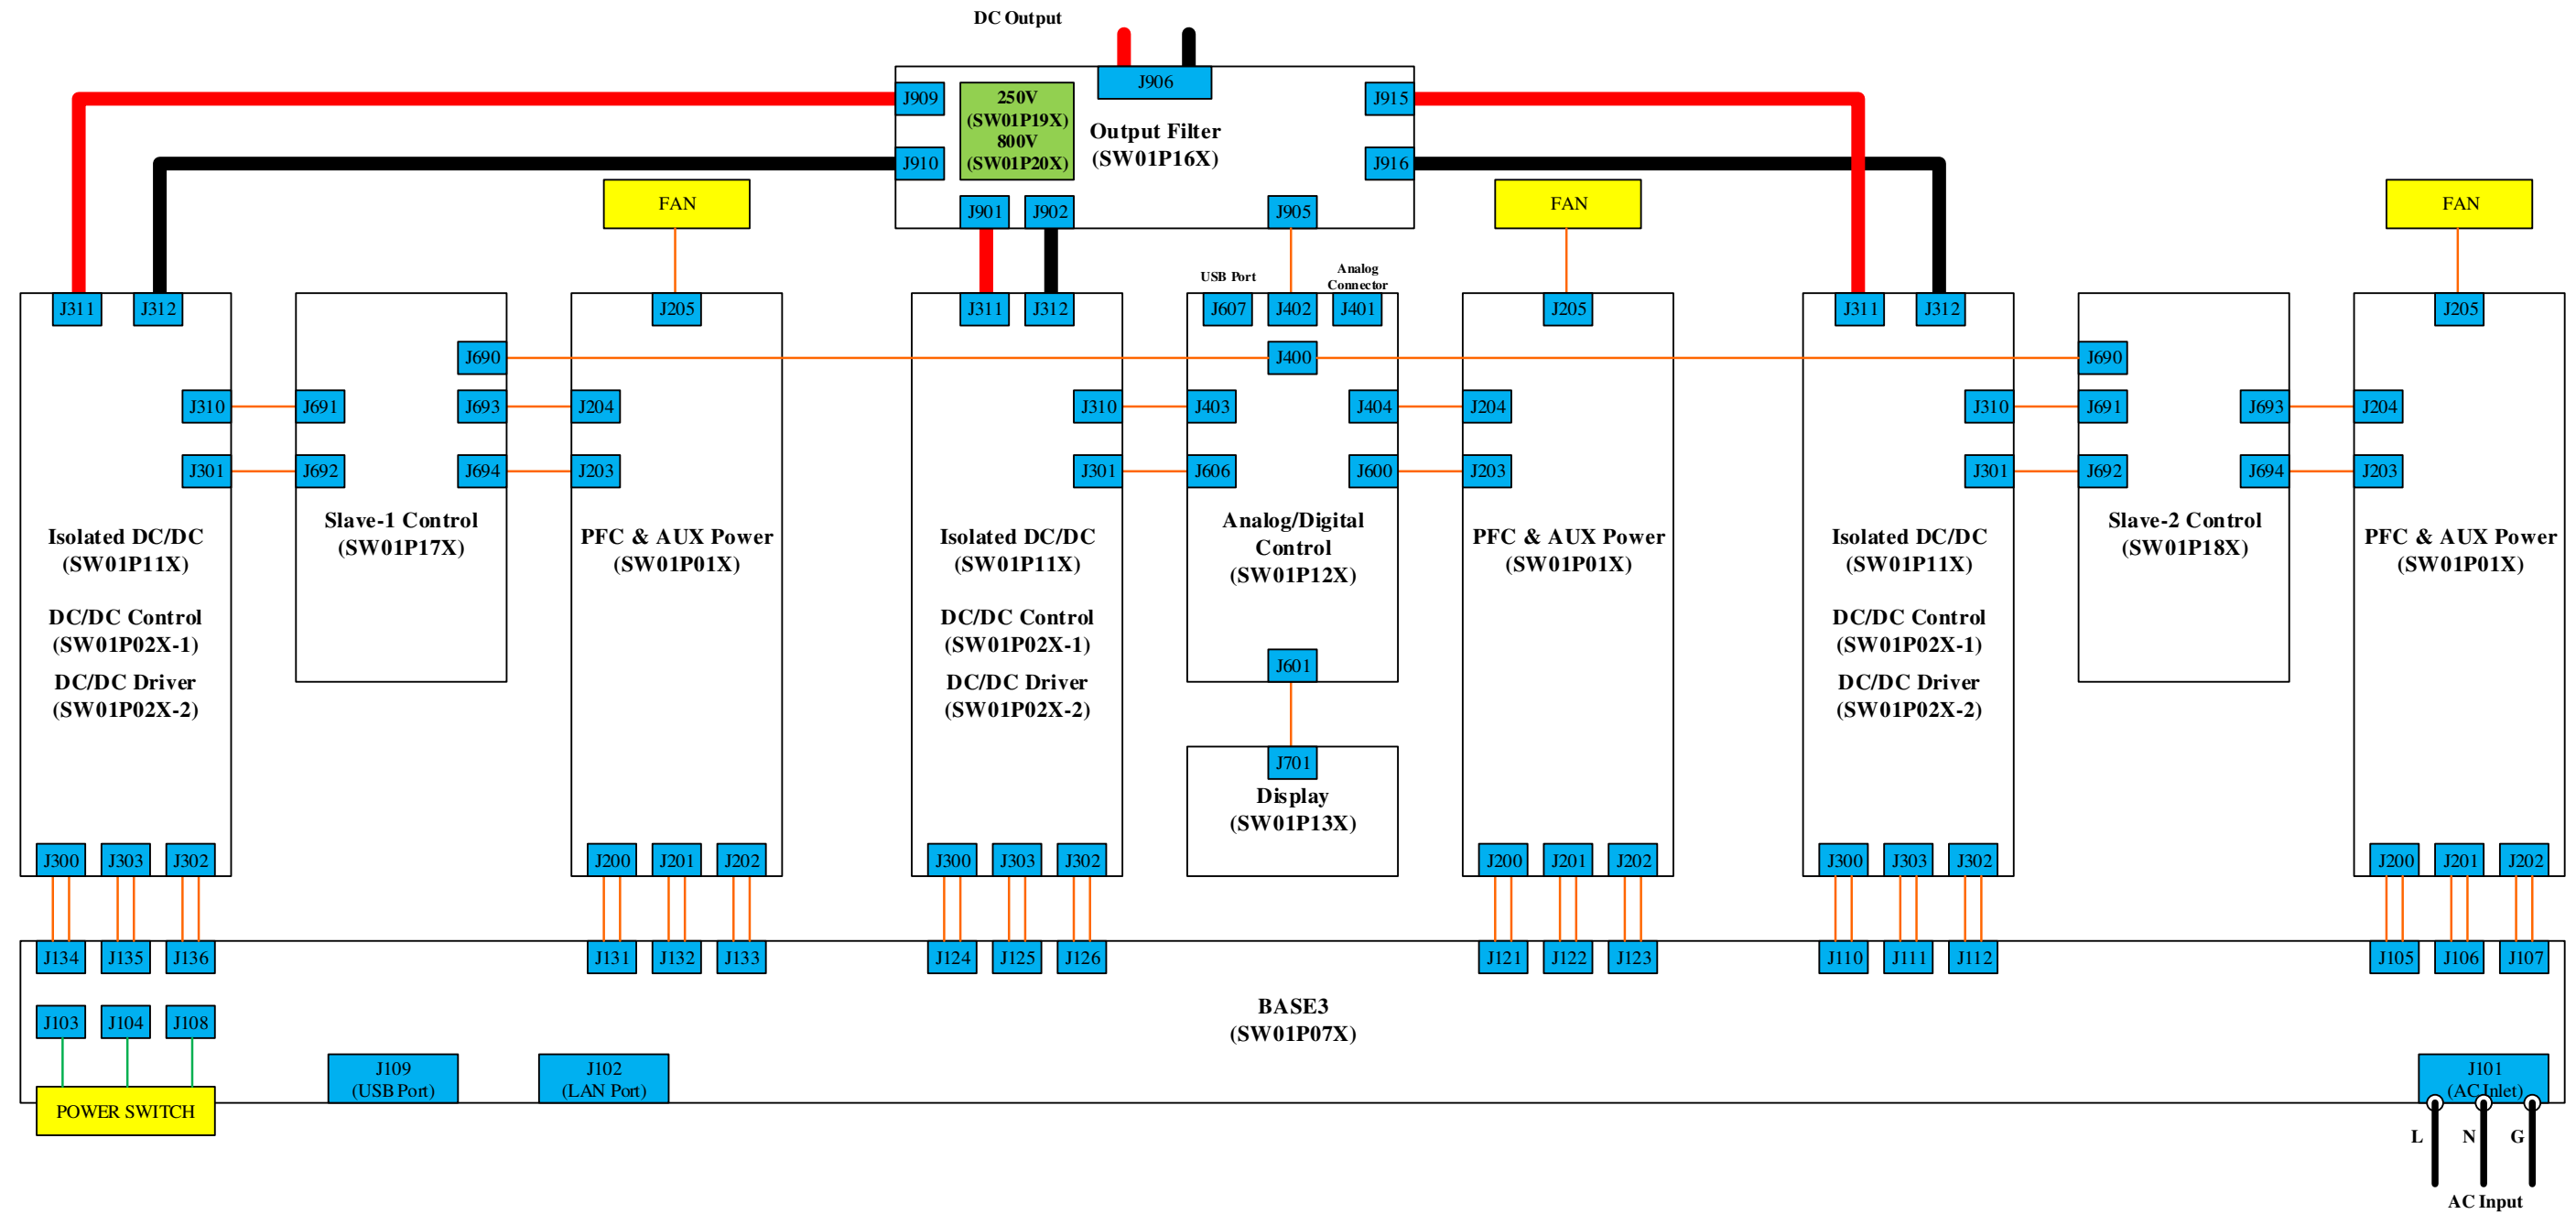 DC Output
J906
J909
250V
(SW01P19X)
800V
(SW01P20X)
J915
Output Filter
(SW01P16X)
J910
J916
J901
J902
J905
FAN
FAN
FAN
USB Port
Analog
Connector
J311
J312
J205
J311
J312
J607
J402
J401
J205
J311
J312
J205
J690
J400
J690
J310
J691
J693
J204
J310
J403
J404
J204
J310
J691
J693
J204
J301
J692
J694
J203
J301
J606
J600
J203
J301
J692
J694
J203
Isolated DC/DC
(SW01P11X)
DC/DC Control
(SW01P02X-1)
DC/DC Driver
(SW01P02X-2)
Slave-1 Control
(SW01P17X)
PFC & AUX Power
(SW01P01X)
Isolated DC/DC
(SW01P11X)
DC/DC Control
(SW01P02X-1)
DC/DC Driver
(SW01P02X-2)
Analog/Digital
Control
(SW01P12X)
J601
J701
Display
(SW01P13X)
PFC & AUX Power
(SW01P01X)
Isolated DC/DC
(SW01P11X)
DC/DC Control
(SW01P02X-1)
DC/DC Driver
(SW01P02X-2)
Slave-2 Control
(SW01P18X)
PFC & AUX Power
(SW01P01X)
J300
J303
J302
J200
J201
J202
J300
J303
J302
J200
J201
J202
J300
J303
J302
J200
J201
J202
J134
J135
J136
J131
J132
J133
J124
J125
J126
J121
J122
J123
J110
J111
J112
J105
J106
J107
BASE3
(SW01P07X)
J103
J104
J108
POWER SWITCH
J109
(USB Port)
J102
(LAN Port)
J101
(AC Inlet)
L
N
G
AC Input